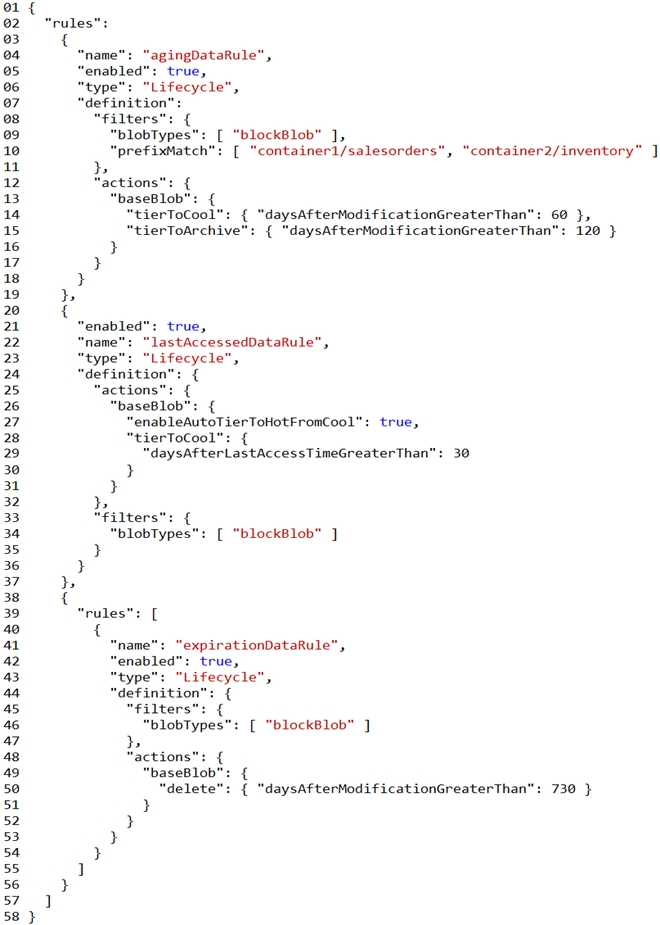 01 {
02   "rules":
03     {
04       "name": "agingDataRule",
05       "enabled": true,
06       "type": "Lifecycle",
07       "definition":
08         "filters": {
09           "blobTypes": [ "blockBlob" ],
10           "prefixMatch": [ "container1/salesorders", "container2/inventory" ]
11         },
12         "actions": {
13           "baseBlob": {
14             "tierToCool": { "daysAfterModificationGreaterThan": 60 },
15             "tierToArchive": { "daysAfterModificationGreaterThan": 120 }
16           }
17         }
18       }
19     },
20     {
21       "enabled": true,
22       "name": "lastAccessedDataRule",
23       "type": "Lifecycle",
24       "definition": {
25         "actions": {
26           "baseBlob": {
27             "enableAutoTierToHotFromCool": true,
28             "tierToCool": {
29               "daysAfterLastAccessTimeGreaterThan": 30
30             }
31           }
32         },
33         "filters": {
34           "blobTypes": [ "blockBlob" ]
35         }
36       }
37     },
38     {
39       "rules": [
40         {
41           "name": "expirationDataRule",
42           "enabled": true,
43           "type": "Lifecycle",
44           "definition": {
45             "filters": {
46               "blobTypes": [ "blockBlob" ]
47             },
48             "actions": {
49               "baseBlob": {
50                 "delete": { "daysAfterModificationGreaterThan": 730 }
51               }
52             }
53           }
54         }
55       ]
56     }
57   ]
58 }